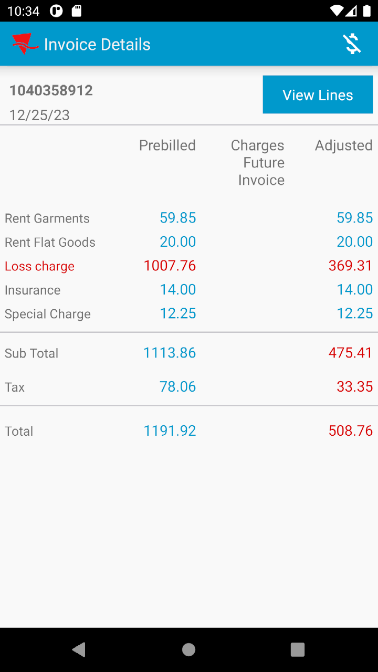 10:34
Invoice Details
1040358912
View Lines
12/25/23
Prebilled Charges Adjusted
Future
Invoice
Rent Garments 59.85 59.85
Rent Flat Goods 20.00 20.00
Loss charge 1007.76 369.31
Insurance 14.00 14.00
Special Charge 12.25 12.25
Sub Total 1113.86 475.41
Tax 78.06 33.35
Total 1191.92 508.76